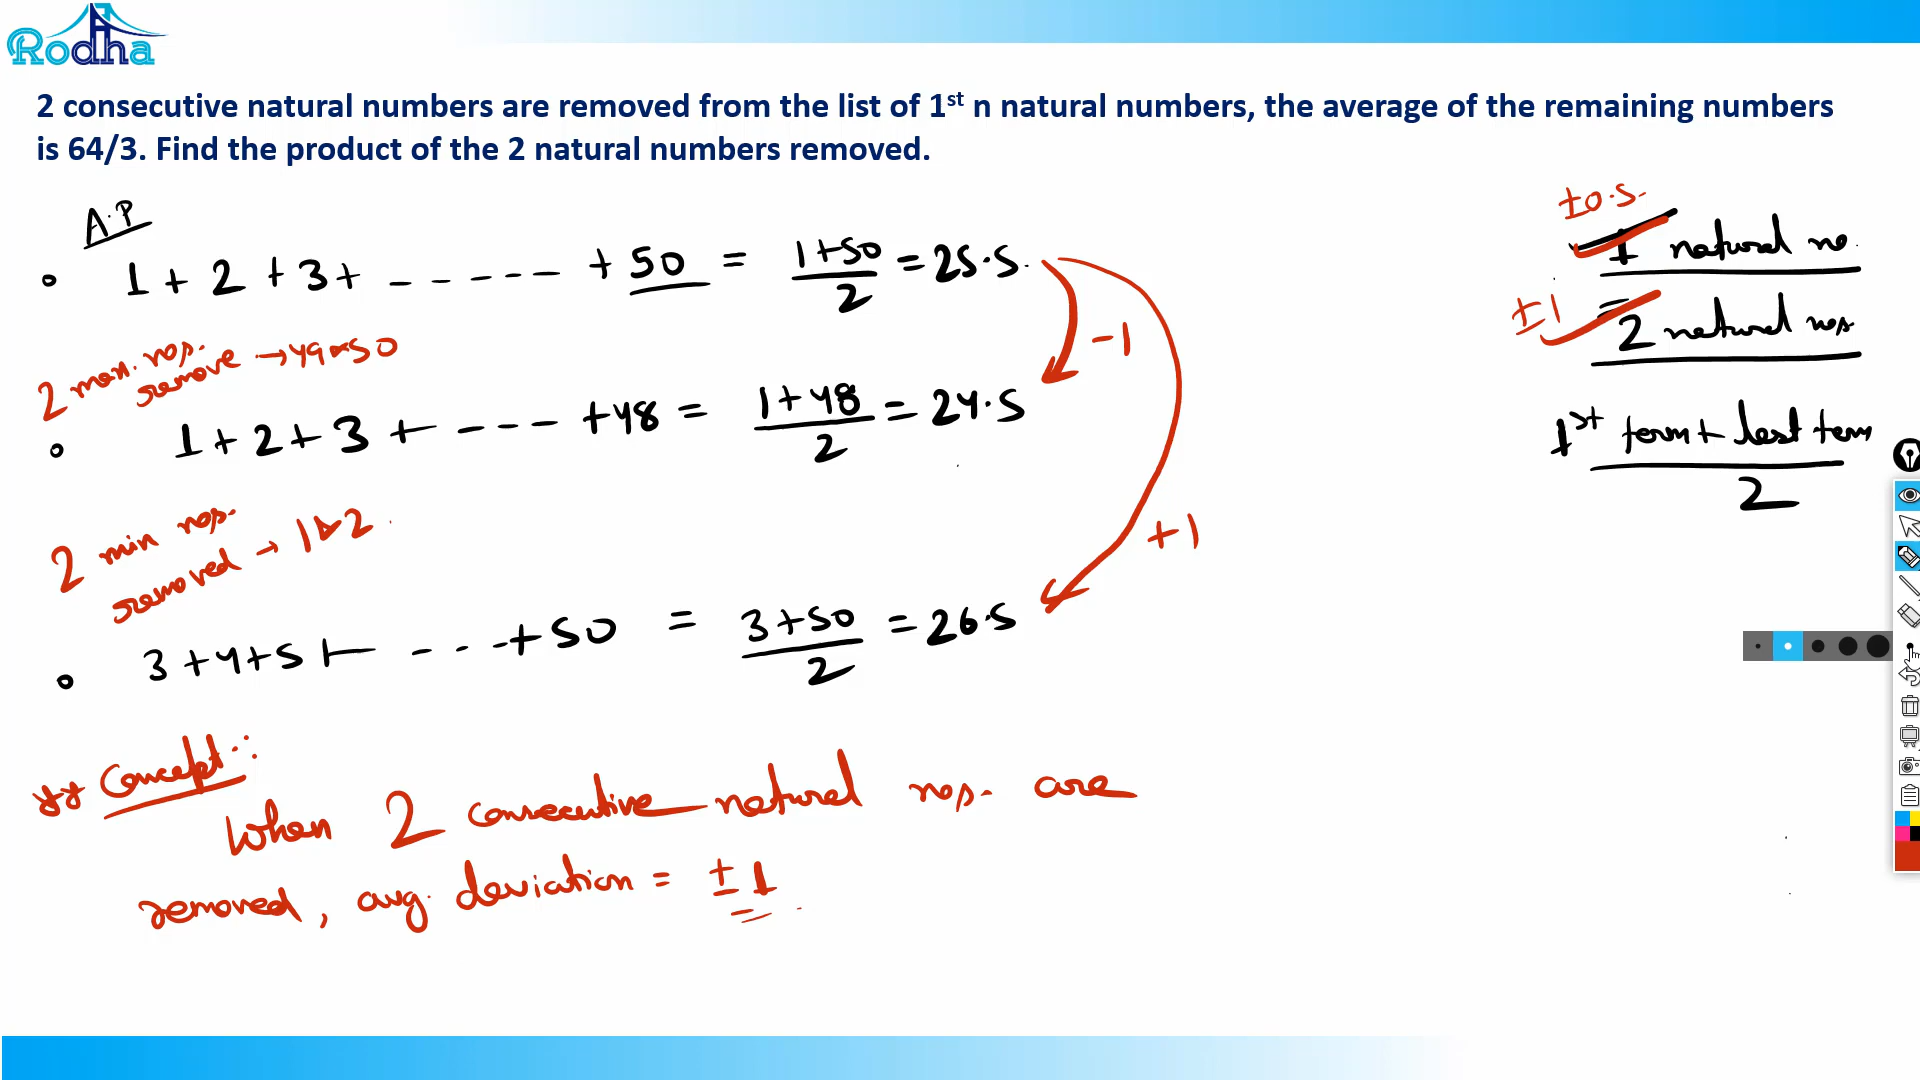 Rodha
2 consecutive natural numbers are removed from the list of 1st n natural numbers, the average of the remaining numbers
is 64/3. Find the product of the 2 natural numbers removed.
A.P
1 + 2 + 3 + ------ + 50 = 1+50/2 = 25.5
2 max. nos. remove → 49 & 50
1 + 2 + 3 + ---- + 48 = 1+48/2 = 24.5
-1
2 min nos. removed → 1 & 2
+1
3 + 4 + 5 + ---- + 50 = 3+50/2 = 26.5
** Concept:
When 2 consecutive natural nos. are
removed, avg. deviation = ± 1
±0.5
1 natural no.
±1
2 natural nos.
1st term + last term
2